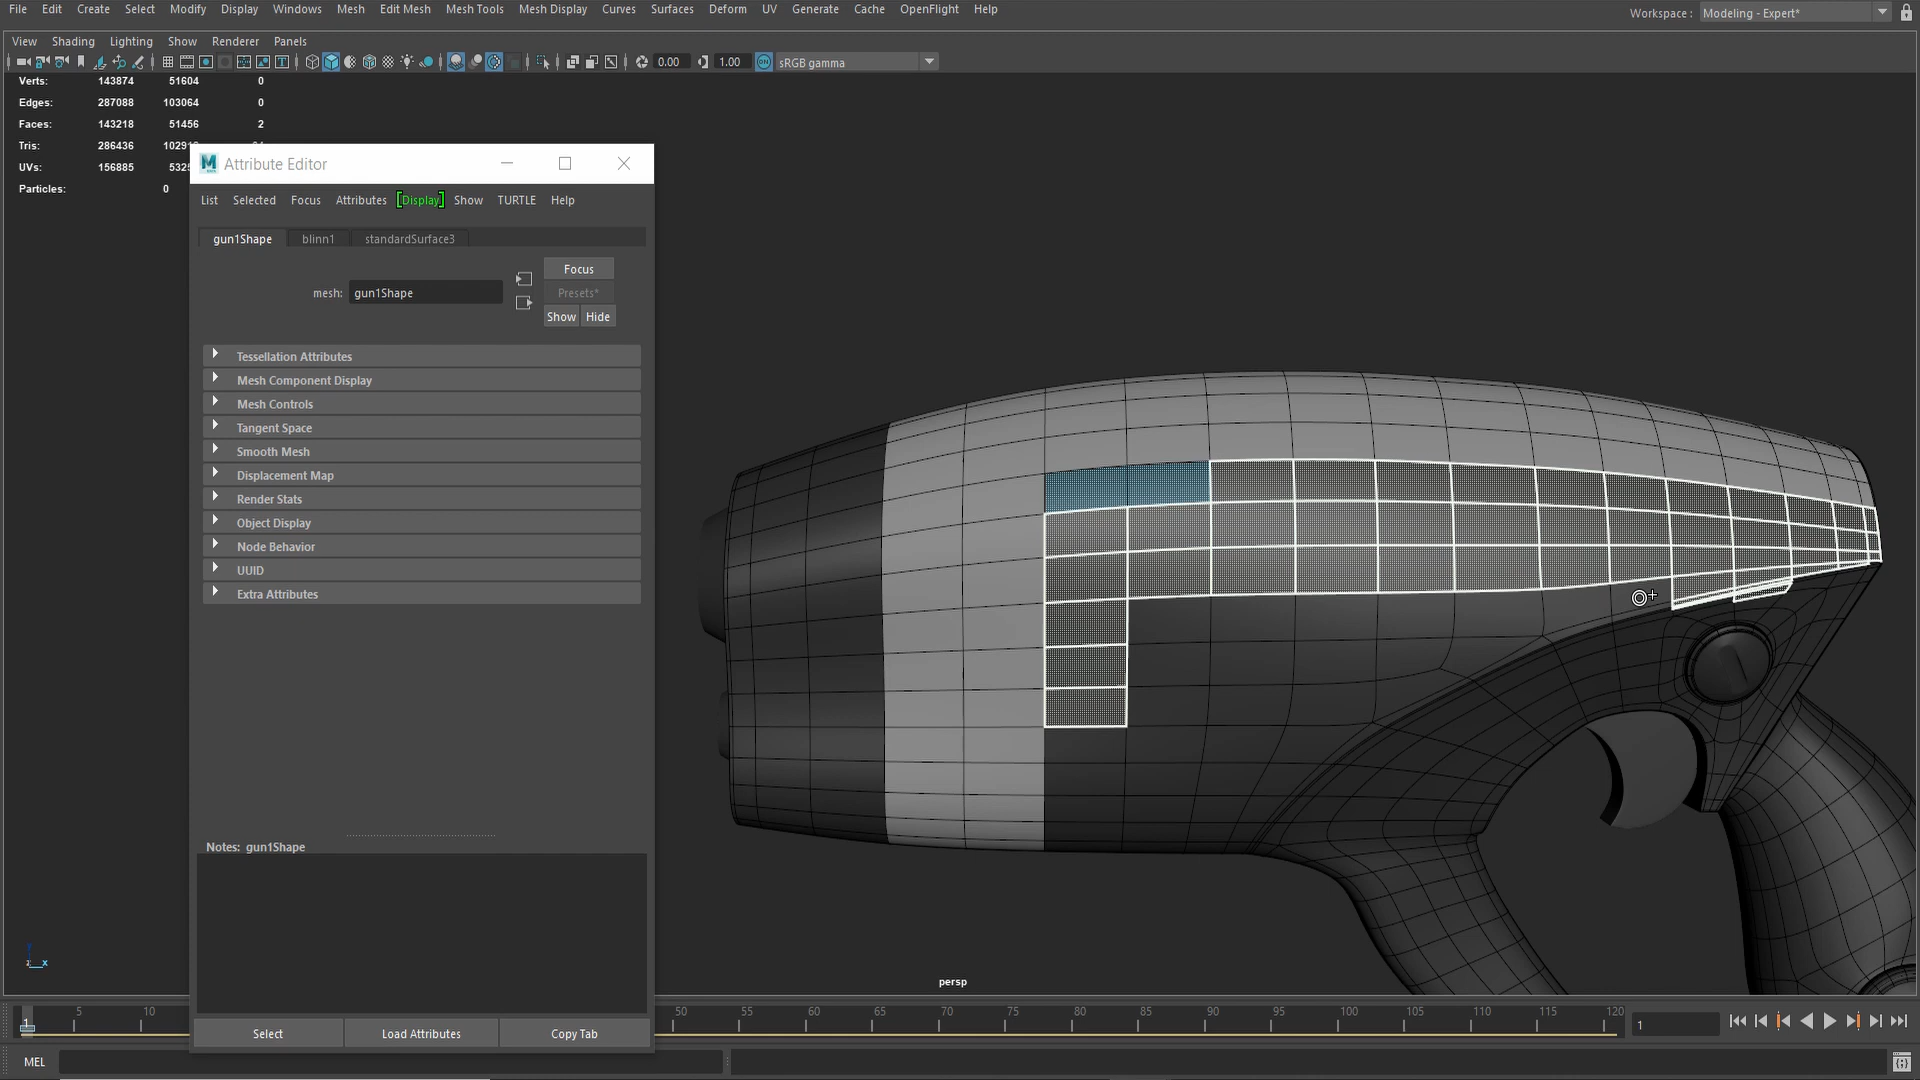 File Edit Create Select Modify Display Windows Mesh Edit Mesh Mesh Tools Mesh Display Curves Surfaces Deform UV Generate Cache OpenFlight Help Workspace : Modeling - Expert*
View Shading Lighting Show Renderer Panels
0.00 1.00 ON sRGB gamma
Verts: 143874 51604 0
Edges: 287088 103064 0
Faces: 143218 51456 2
Tris: 286436
UVs: 156885
Particles: 0
M Attribute Editor
List Selected Focus Attributes [Display] Show TURTLE Help
gun1Shape blinn1 standardSurface3
Focus
mesh: gun1Shape Presets*
Show Hide
Tessellation Attributes
Mesh Component Display
Mesh Controls
Tangent Space
Smooth Mesh
Displacement Map
Render Stats
Object Display
Node Behavior
UUID
Extra Attributes
Notes: gun1Shape
x
persp
1 5 10 50 55 60 65 70 75 80 85 90 95 100 105 110 115 120 1
Select Load Attributes Copy Tab
MEL